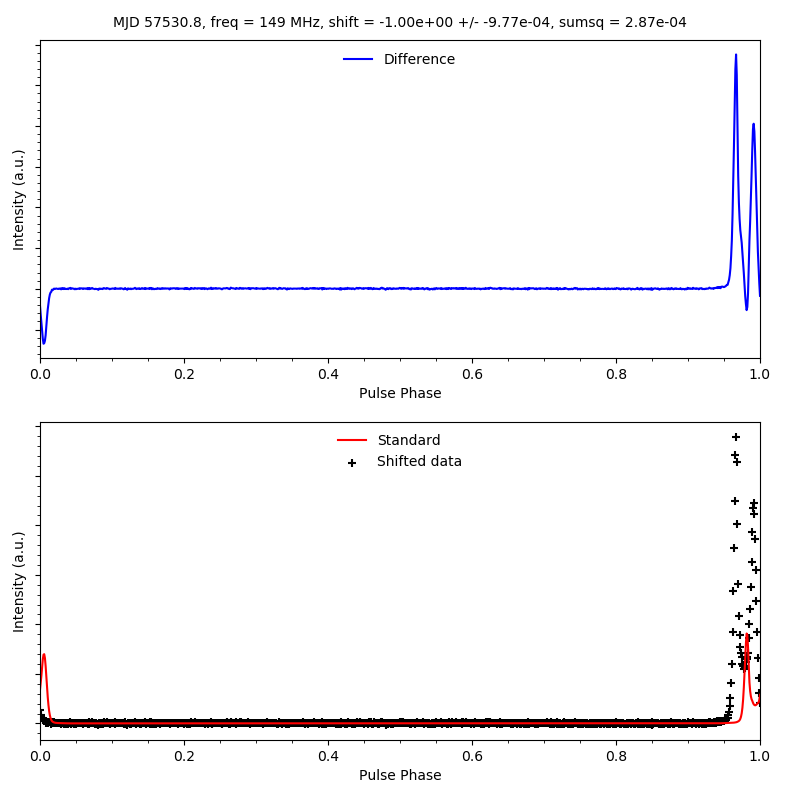 MJD 57530.8, freq = 149 MHz, shift = -1.00e+00 +/- -9.77e-04, sumsq = 2.87e-04
Difference
Intensity (a.u.)
0.0 0.2 0.4 0.6 0.8 1.0
Pulse Phase
Standard
Shifted data
Intensity (a.u.)
0.0 0.2 0.4 0.6 0.8 1.0
Pulse Phase